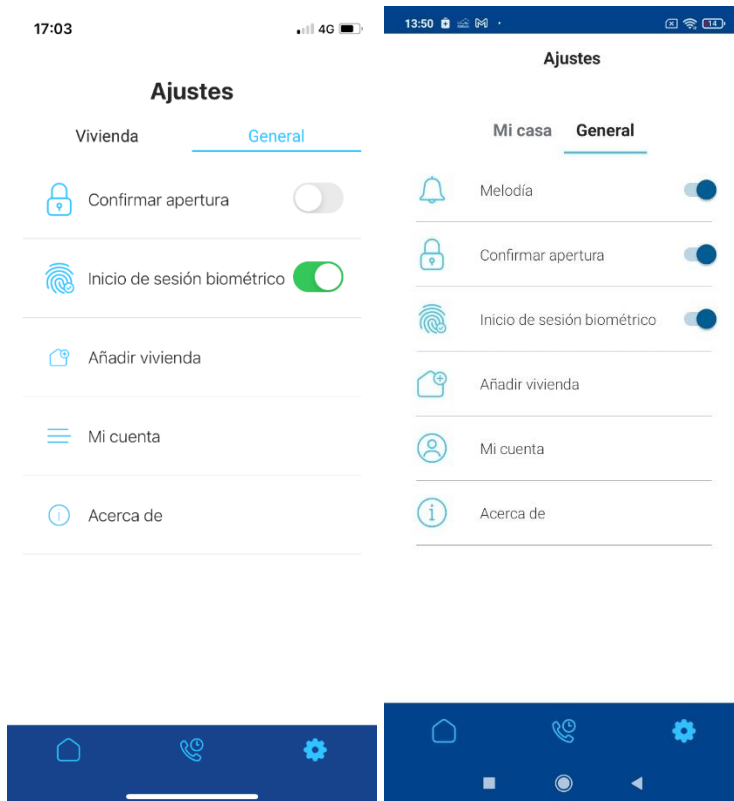 17:03
4G
Ajustes
Vivienda
General
Confirmar apertura
Inicio de sesión biométrico
Añadir vivienda
Mi cuenta
Acerca de
13:50
14
Ajustes
Mi casa
General
Melodía
Confirmar apertura
Inicio de sesión biométrico
Añadir vivienda
Mi cuenta
Acerca de